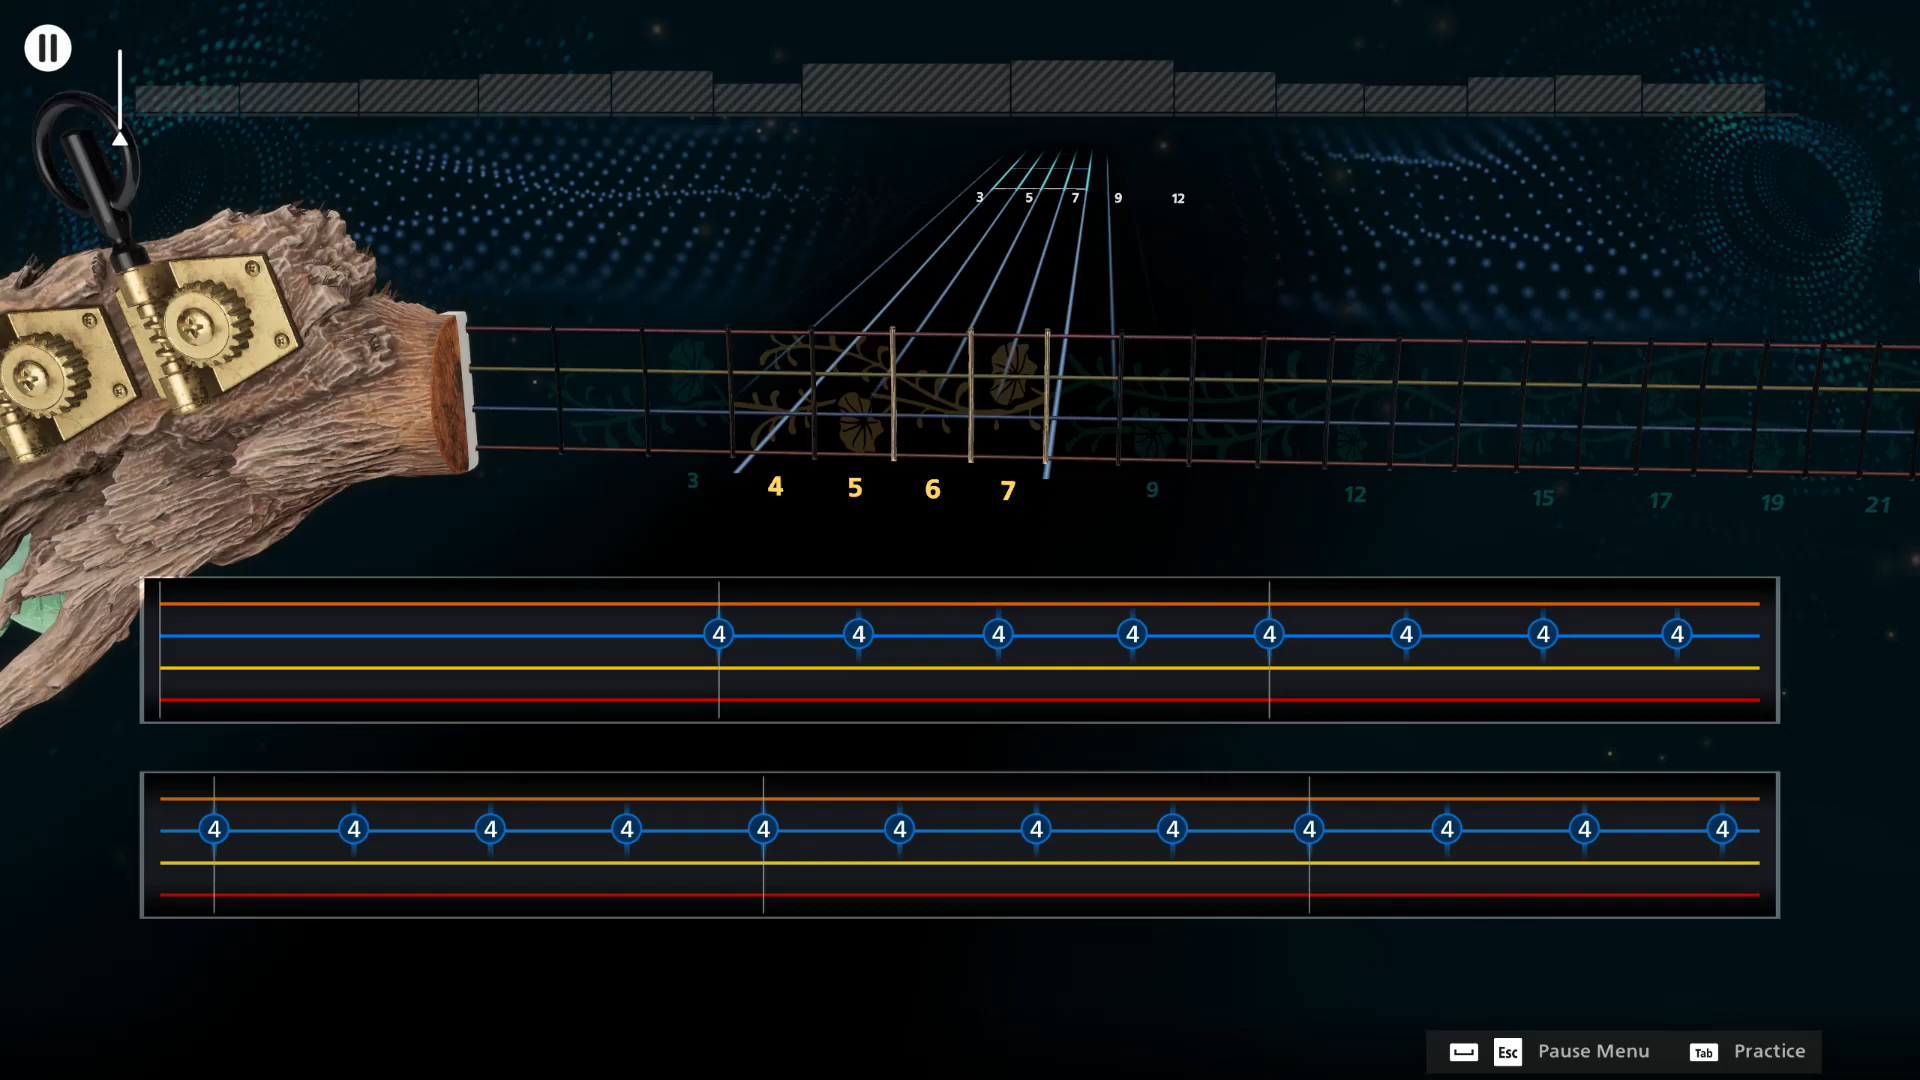 3 5 7 9 12
3 4 5 6 7 9 12 15 17 19 21
4 4 4 4 4 4 4 4
4 4 4 4 4 4 4 4 4 4 4 4
Esc Pause Menu Tab Practice